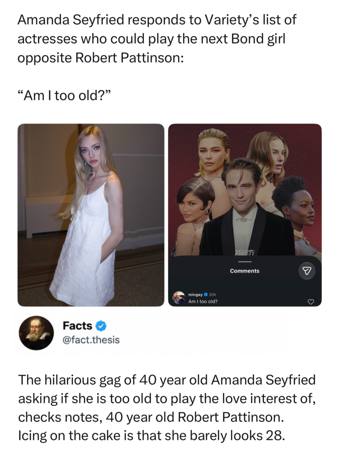 Amanda Seyfried responds to Variety's list of
actresses who could play the next Bond girl
opposite Robert Pattinson:
“Am I too old?”
Comments
mingey 20h
Am I too old?
Facts
@fact.thesis
The hilarious gag of 40 year old Amanda Seyfried
asking if she is too old to play the love interest of,
checks notes, 40 year old Robert Pattinson.
Icing on the cake is that she barely looks 28.